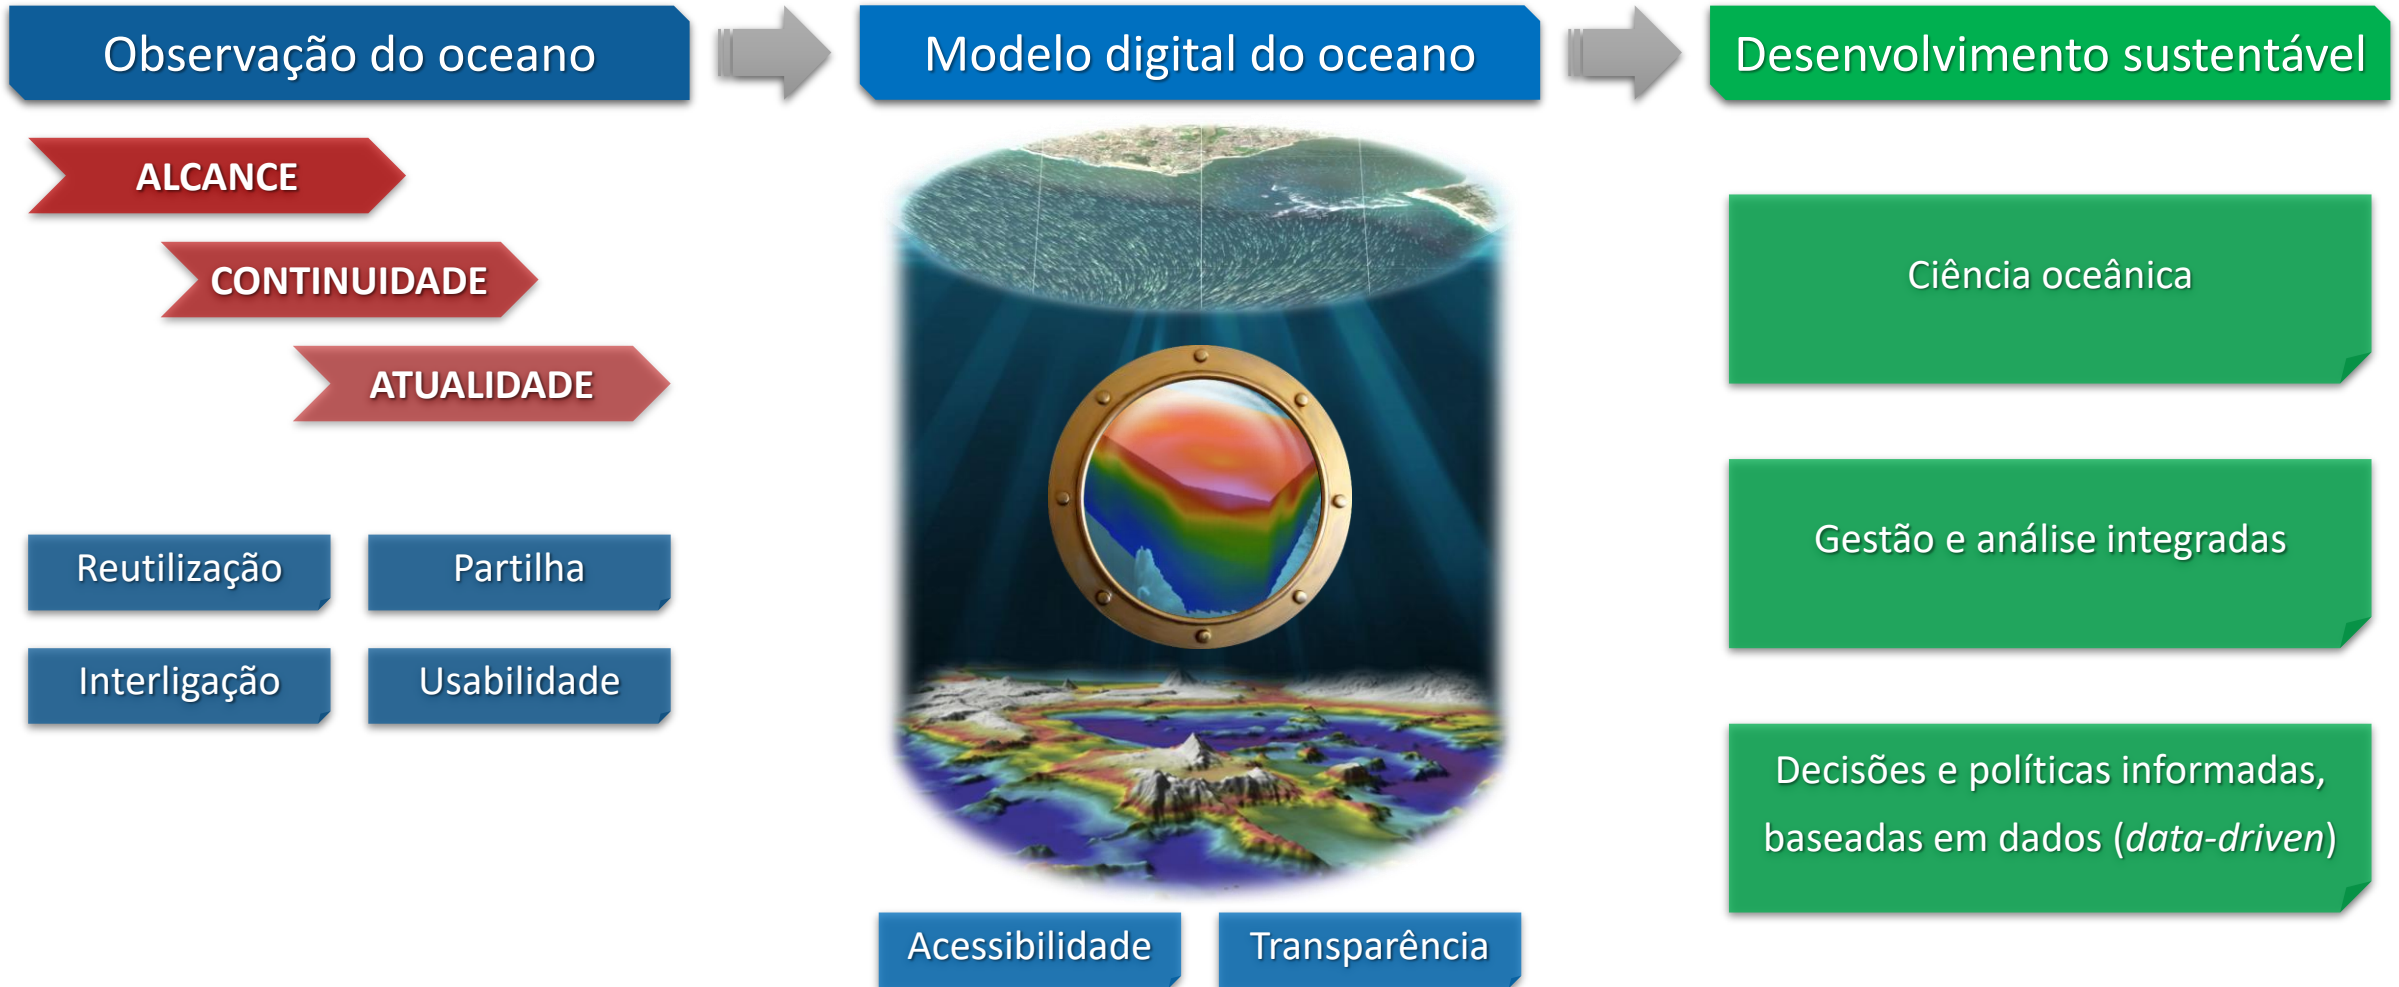 Observação do oceano
Modelo digital do oceano
Desenvolvimento sustentável
ALCANCE
CONTINUIDADE
ATUALIDADE
Reutilização
Partilha
Interligação
Usabilidade
Acessibilidade
Transparência
Ciência oceânica
Gestão e análise integradas
Decisões e políticas informadas,
baseadas em dados (data-driven)